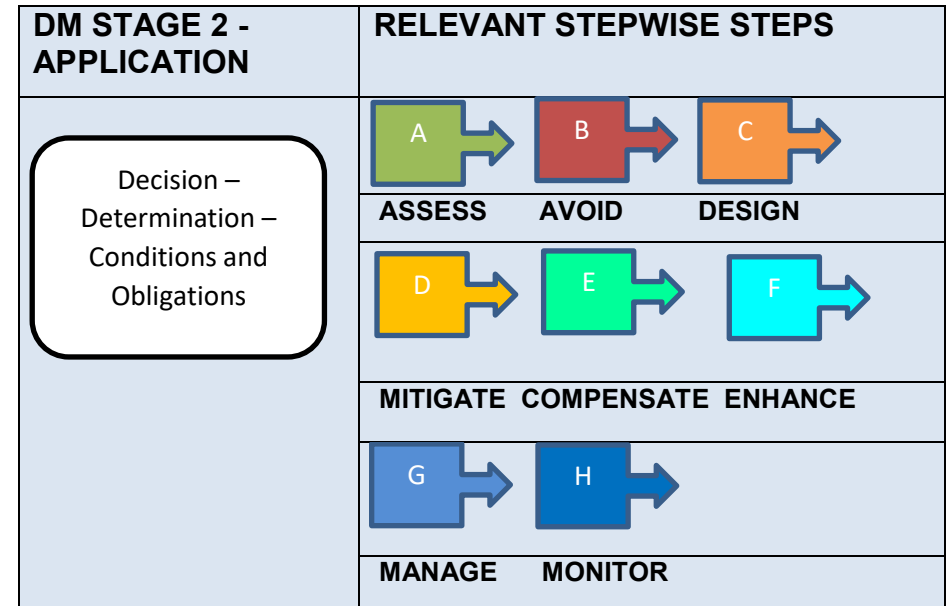 DM STAGE 2 -
APPLICATION
RELEVANT STEPWISE STEPS
Decision –
Determination –
Conditions and
Obligations
A B C
ASSESS AVOID DESIGN
D E F
MITIGATE COMPENSATE ENHANCE
G H
MANAGE MONITOR